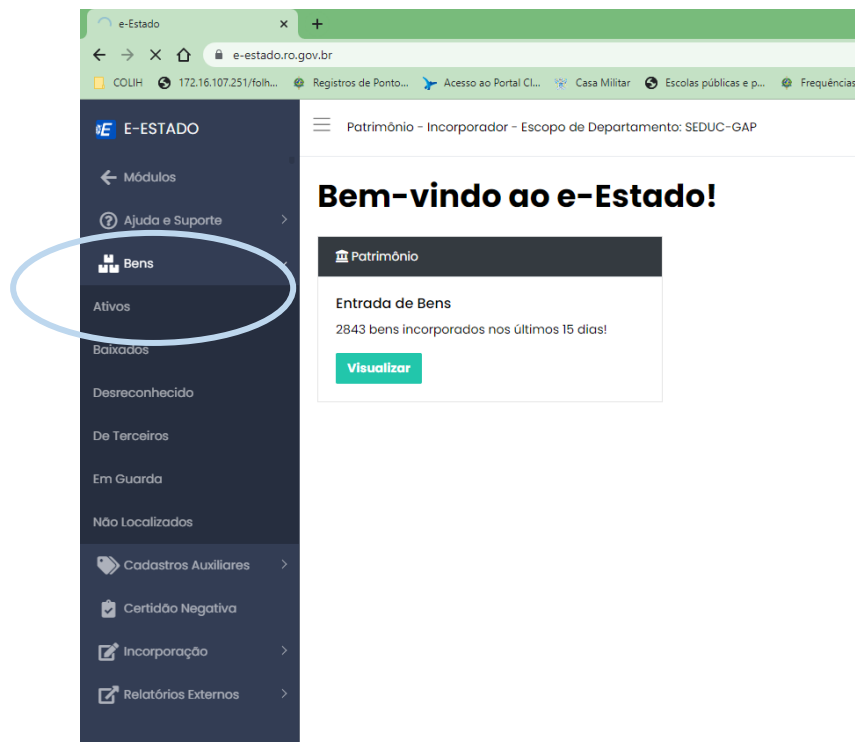 e-Estado
e-estado.ro.gov.br
COLIH 172.16.107.251/folh... Registros de Ponto... Acesso ao Portal Cl... Casa Militar Escolas públicas e p... Frequências
E-ESTADO
Patrimônio - Incorporador - Escopo de Departamento: SEDUC-GAP
Módulos
Ajuda e Suporte
Bens
Ativos
Baixados
Desreconhecido
De Terceiros
Em Guarda
Não Localizados
Cadastros Auxiliares
Certidão Negativa
Incorporação
Relatórios Externos
Bem-vindo ao e-Estado!
Patrimônio
Entrada de Bens
2843 bens incorporados nos últimos 15 dias!
Visualizar